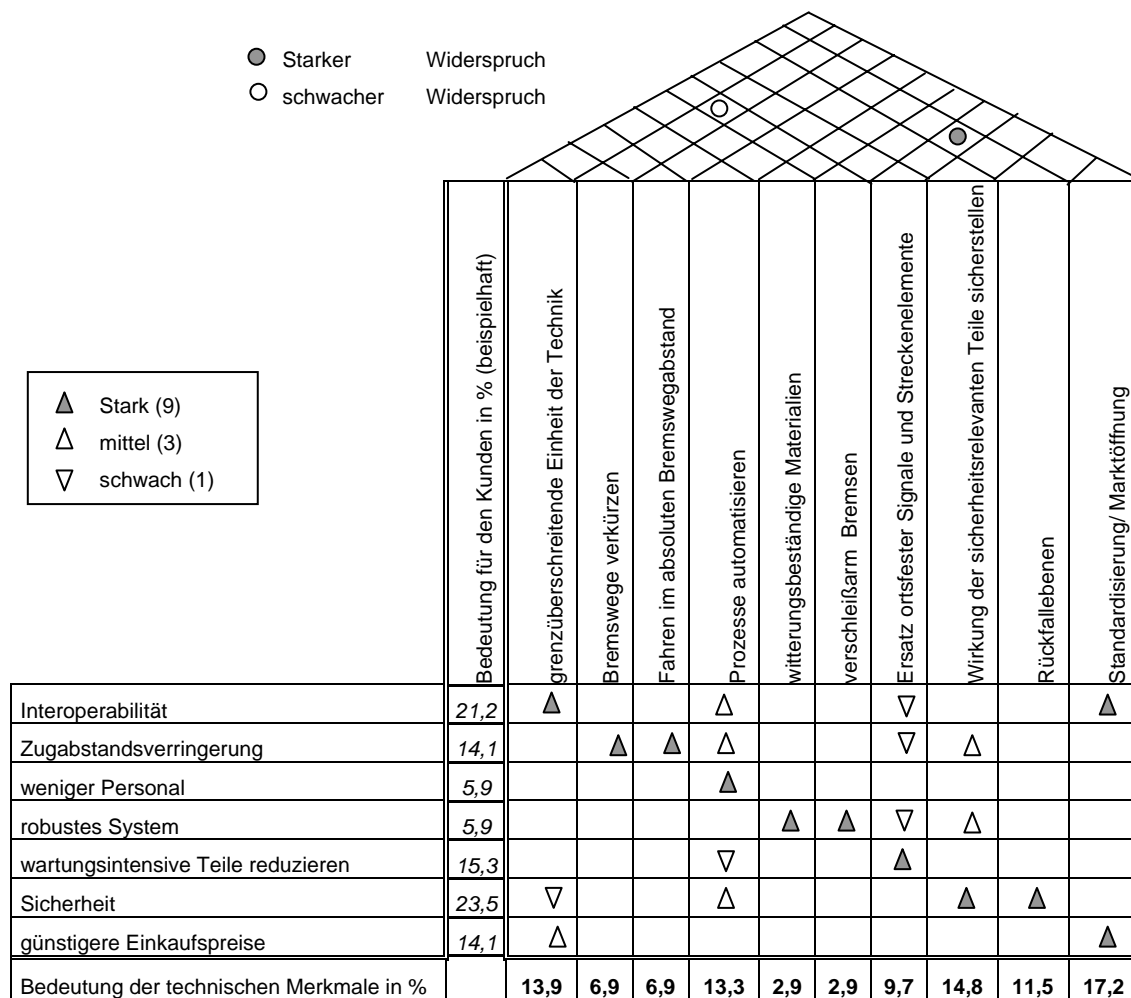 Starker Widerspruch
schwacher Widerspruch
Stark (9)
mittel (3)
schwach (1)
Bedeutung für den Kunden in % (beispielhaft)
grenzüberschreitende Einheit der Technik
Bremswege verkürzen
Fahren im absoluten Bremswegabstand
Prozesse automatisieren
witterungsbeständige Materialien
verschleißarm Bremsen
Ersatz ortsfester Signale und Streckenelemente
Wirkung der sicherheitsrelevanten Teile sicherstellen
Rückfallebenen
Standardisierung/ Marktöffnung
Interoperabilität 21,2
Zugabstandsverringerung 14,1
weniger Personal 5,9
robustes System 5,9
wartungsintensive Teile reduzieren 15,3
Sicherheit 23,5
günstigere Einkaufspreise 14,1
Bedeutung der technischen Merkmale in % 13,9 6,9 6,9 13,3 2,9 2,9 9,7 14,8 11,5 17,2